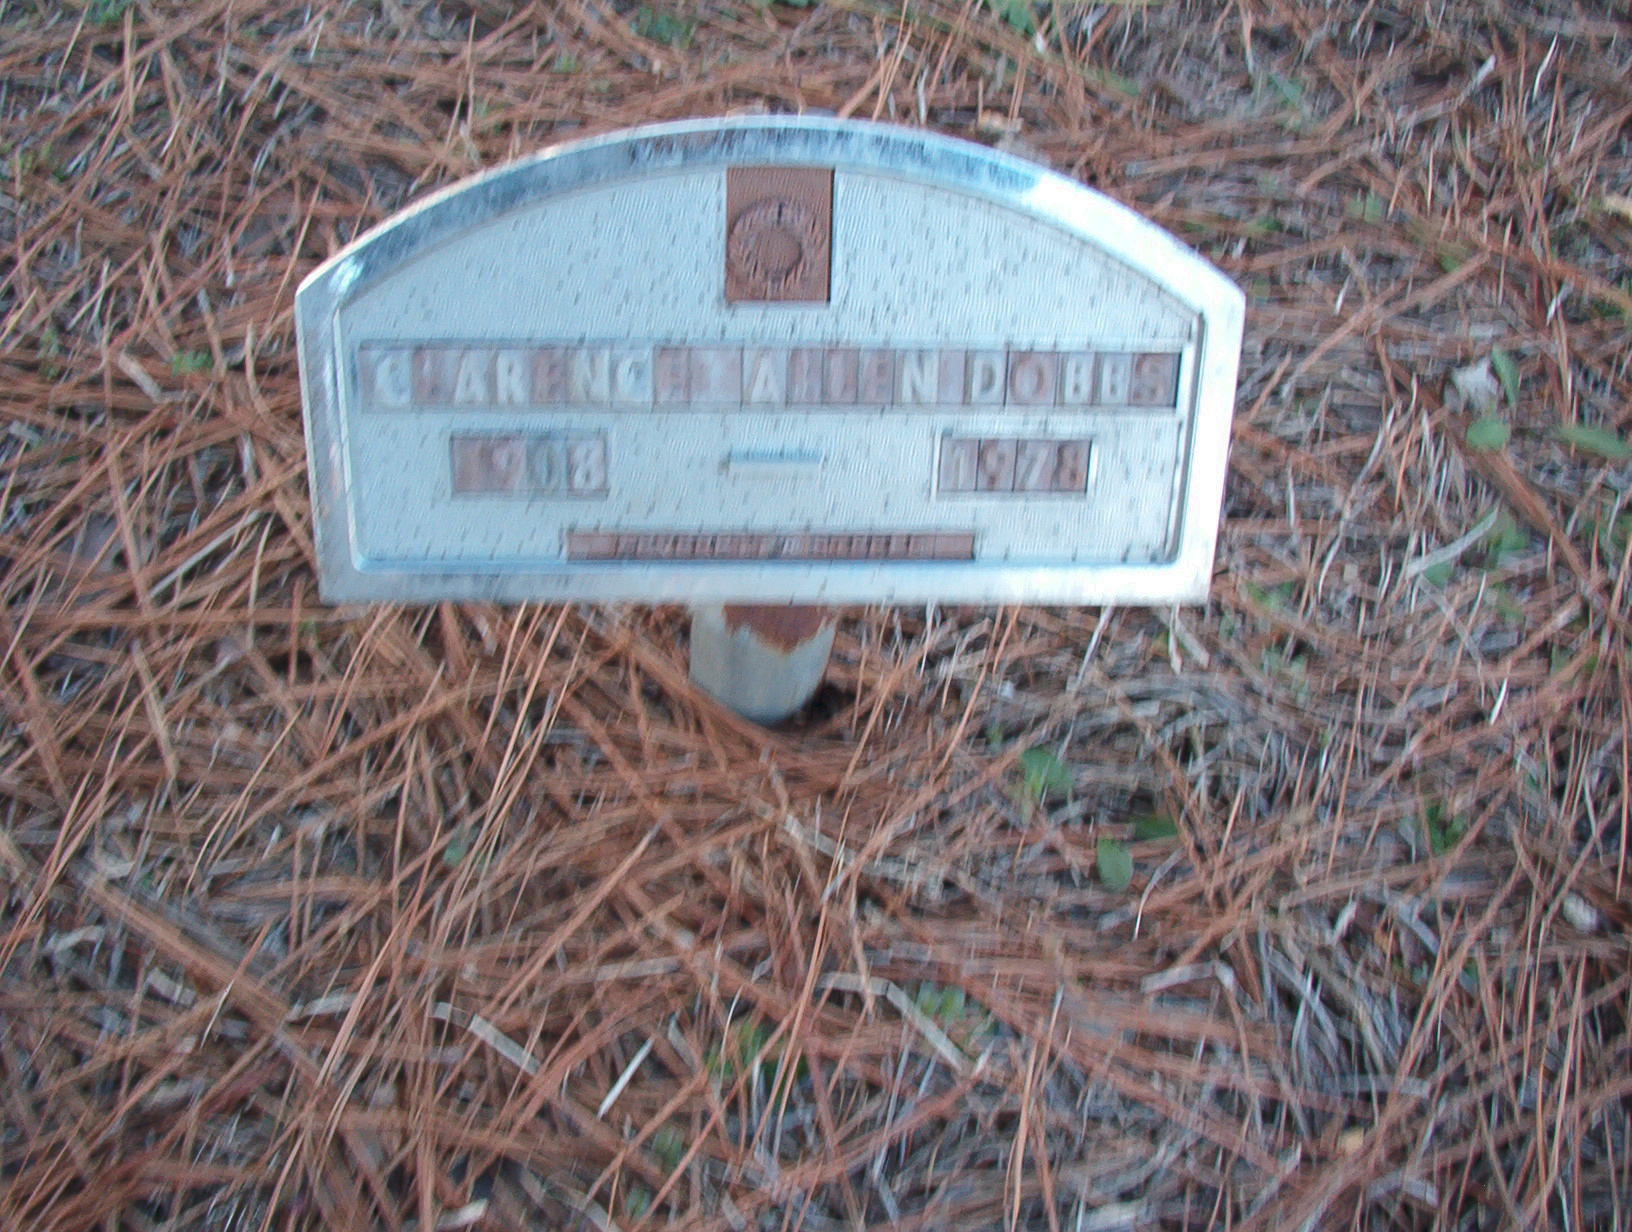 CLARENCE ALLEN DOBBS
1908 — 1978